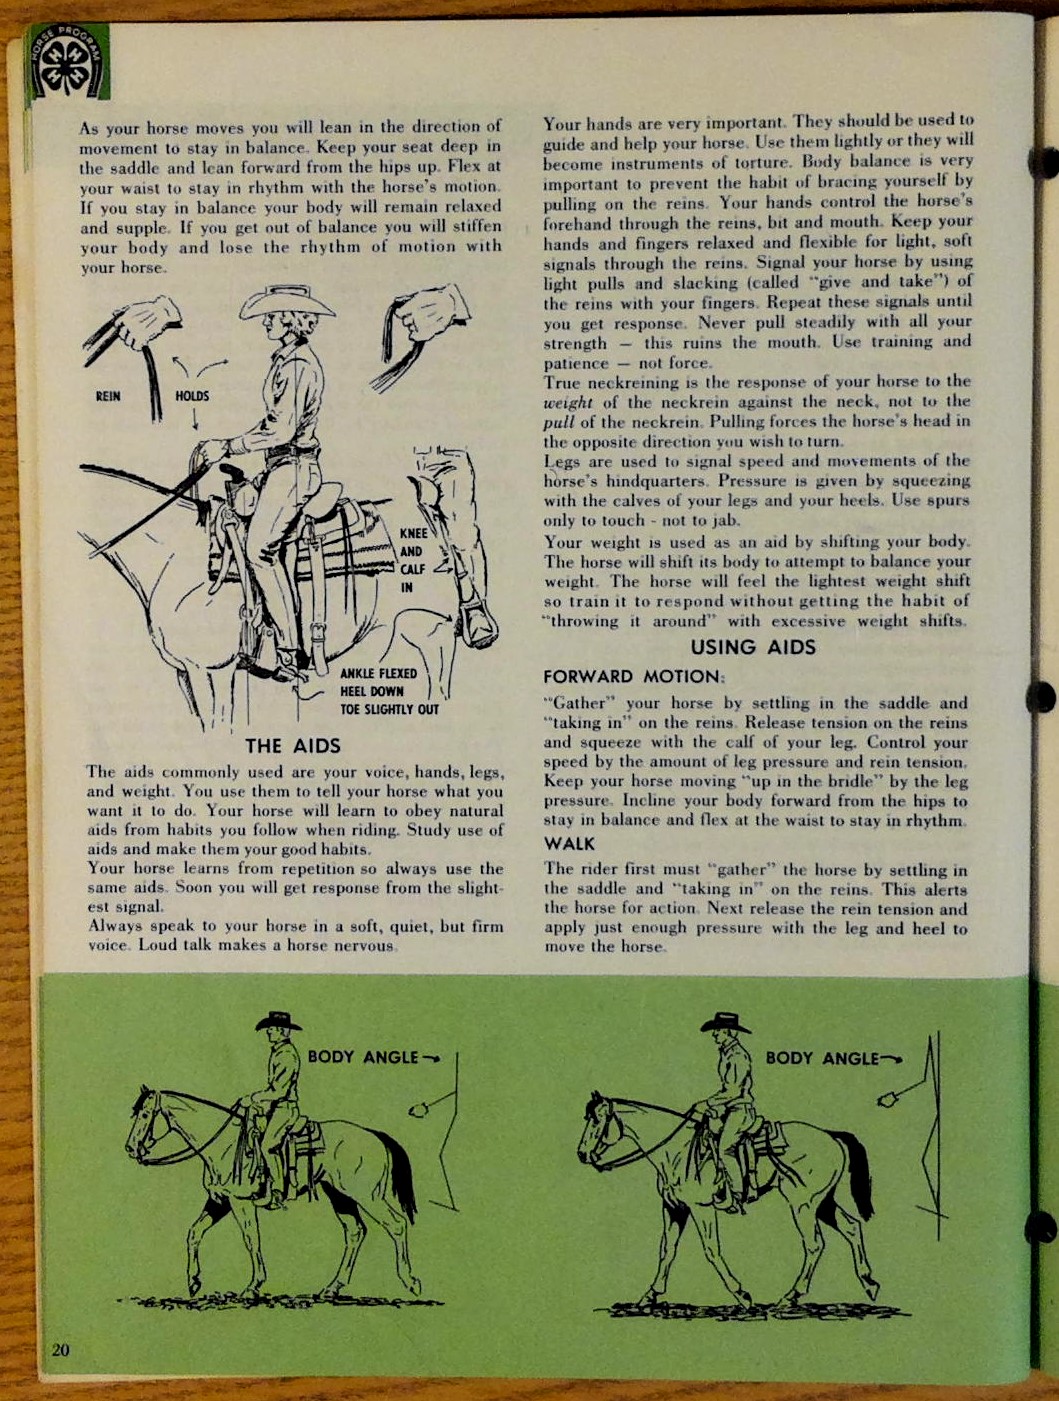 HORSE PROGRAM
H H H H
As your horse moves you will lean in the direction of
movement to stay in balance. Keep your seat deep in
the saddle and lean forward from the hips up. Flex at
your waist to stay in rhythm with the horse's motion.
If you stay in balance your body will remain relaxed
and supple. If you get out of balance you will stiffen
your body and lose the rhythm of motion with
your horse.
REIN HOLDS
KNEE
AND
CALF
IN
ANKLE FLEXED
HEEL DOWN
TOE SLIGHTLY OUT
THE AIDS
The aids commonly used are your voice, hands, legs,
and weight. You use them to tell your horse what you
want it to do. Your horse will learn to obey natural
aids from habits you follow when riding. Study use of
aids and make them your good habits.
Your horse learns from repetition so always use the
same aids. Soon you will get response from the slight-
est signal.
Always speak to your horse in a soft, quiet, but firm
voice. Loud talk makes a horse nervous.
Your hands are very important. They should be used to
guide and help your horse. Use them lightly or they will
become instruments of torture. Body balance is very
important to prevent the habit of bracing yourself by
pulling on the reins. Your hands control the horse's
forehand through the reins, bit and mouth. Keep your
hands and fingers relaxed and flexible for light, soft
signals through the reins. Signal your horse by using
light pulls and slacking (called "give and take") of
the reins with your fingers. Repeat these signals until
you get response. Never pull steadily with all your
strength — this ruins the mouth. Use training and
patience — not force.
True neckreining is the response of your horse to the
weight of the neckrein against the neck, not to the
pull of the neckrein. Pulling forces the horse's head in
the opposite direction you wish to turn.
Legs are used to signal speed and movements of the
horse's hindquarters. Pressure is given by squeezing
with the calves of your legs and your heels. Use spurs
only to touch - not to jab.
Your weight is used as an aid by shifting your body.
The horse will shift its body to attempt to balance your
weight. The horse will feel the lightest weight shift
so train it to respond without getting the habit of
"throwing it around" with excessive weight shifts.
USING AIDS
FORWARD MOTION:
"Gather" your horse by settling in the saddle and
"taking in" on the reins. Release tension on the reins
and squeeze with the calf of your leg. Control your
speed by the amount of leg pressure and rein tension.
Keep your horse moving "up in the bridle" by the leg
pressure. Incline your body forward from the hips to
stay in balance and flex at the waist to stay in rhythm.
WALK
The rider first must "gather" the horse by settling in
the saddle and "taking in" on the reins. This alerts
the horse for action. Next release the rein tension and
apply just enough pressure with the leg and heel to
move the horse.
BODY ANGLE
BODY ANGLE
20